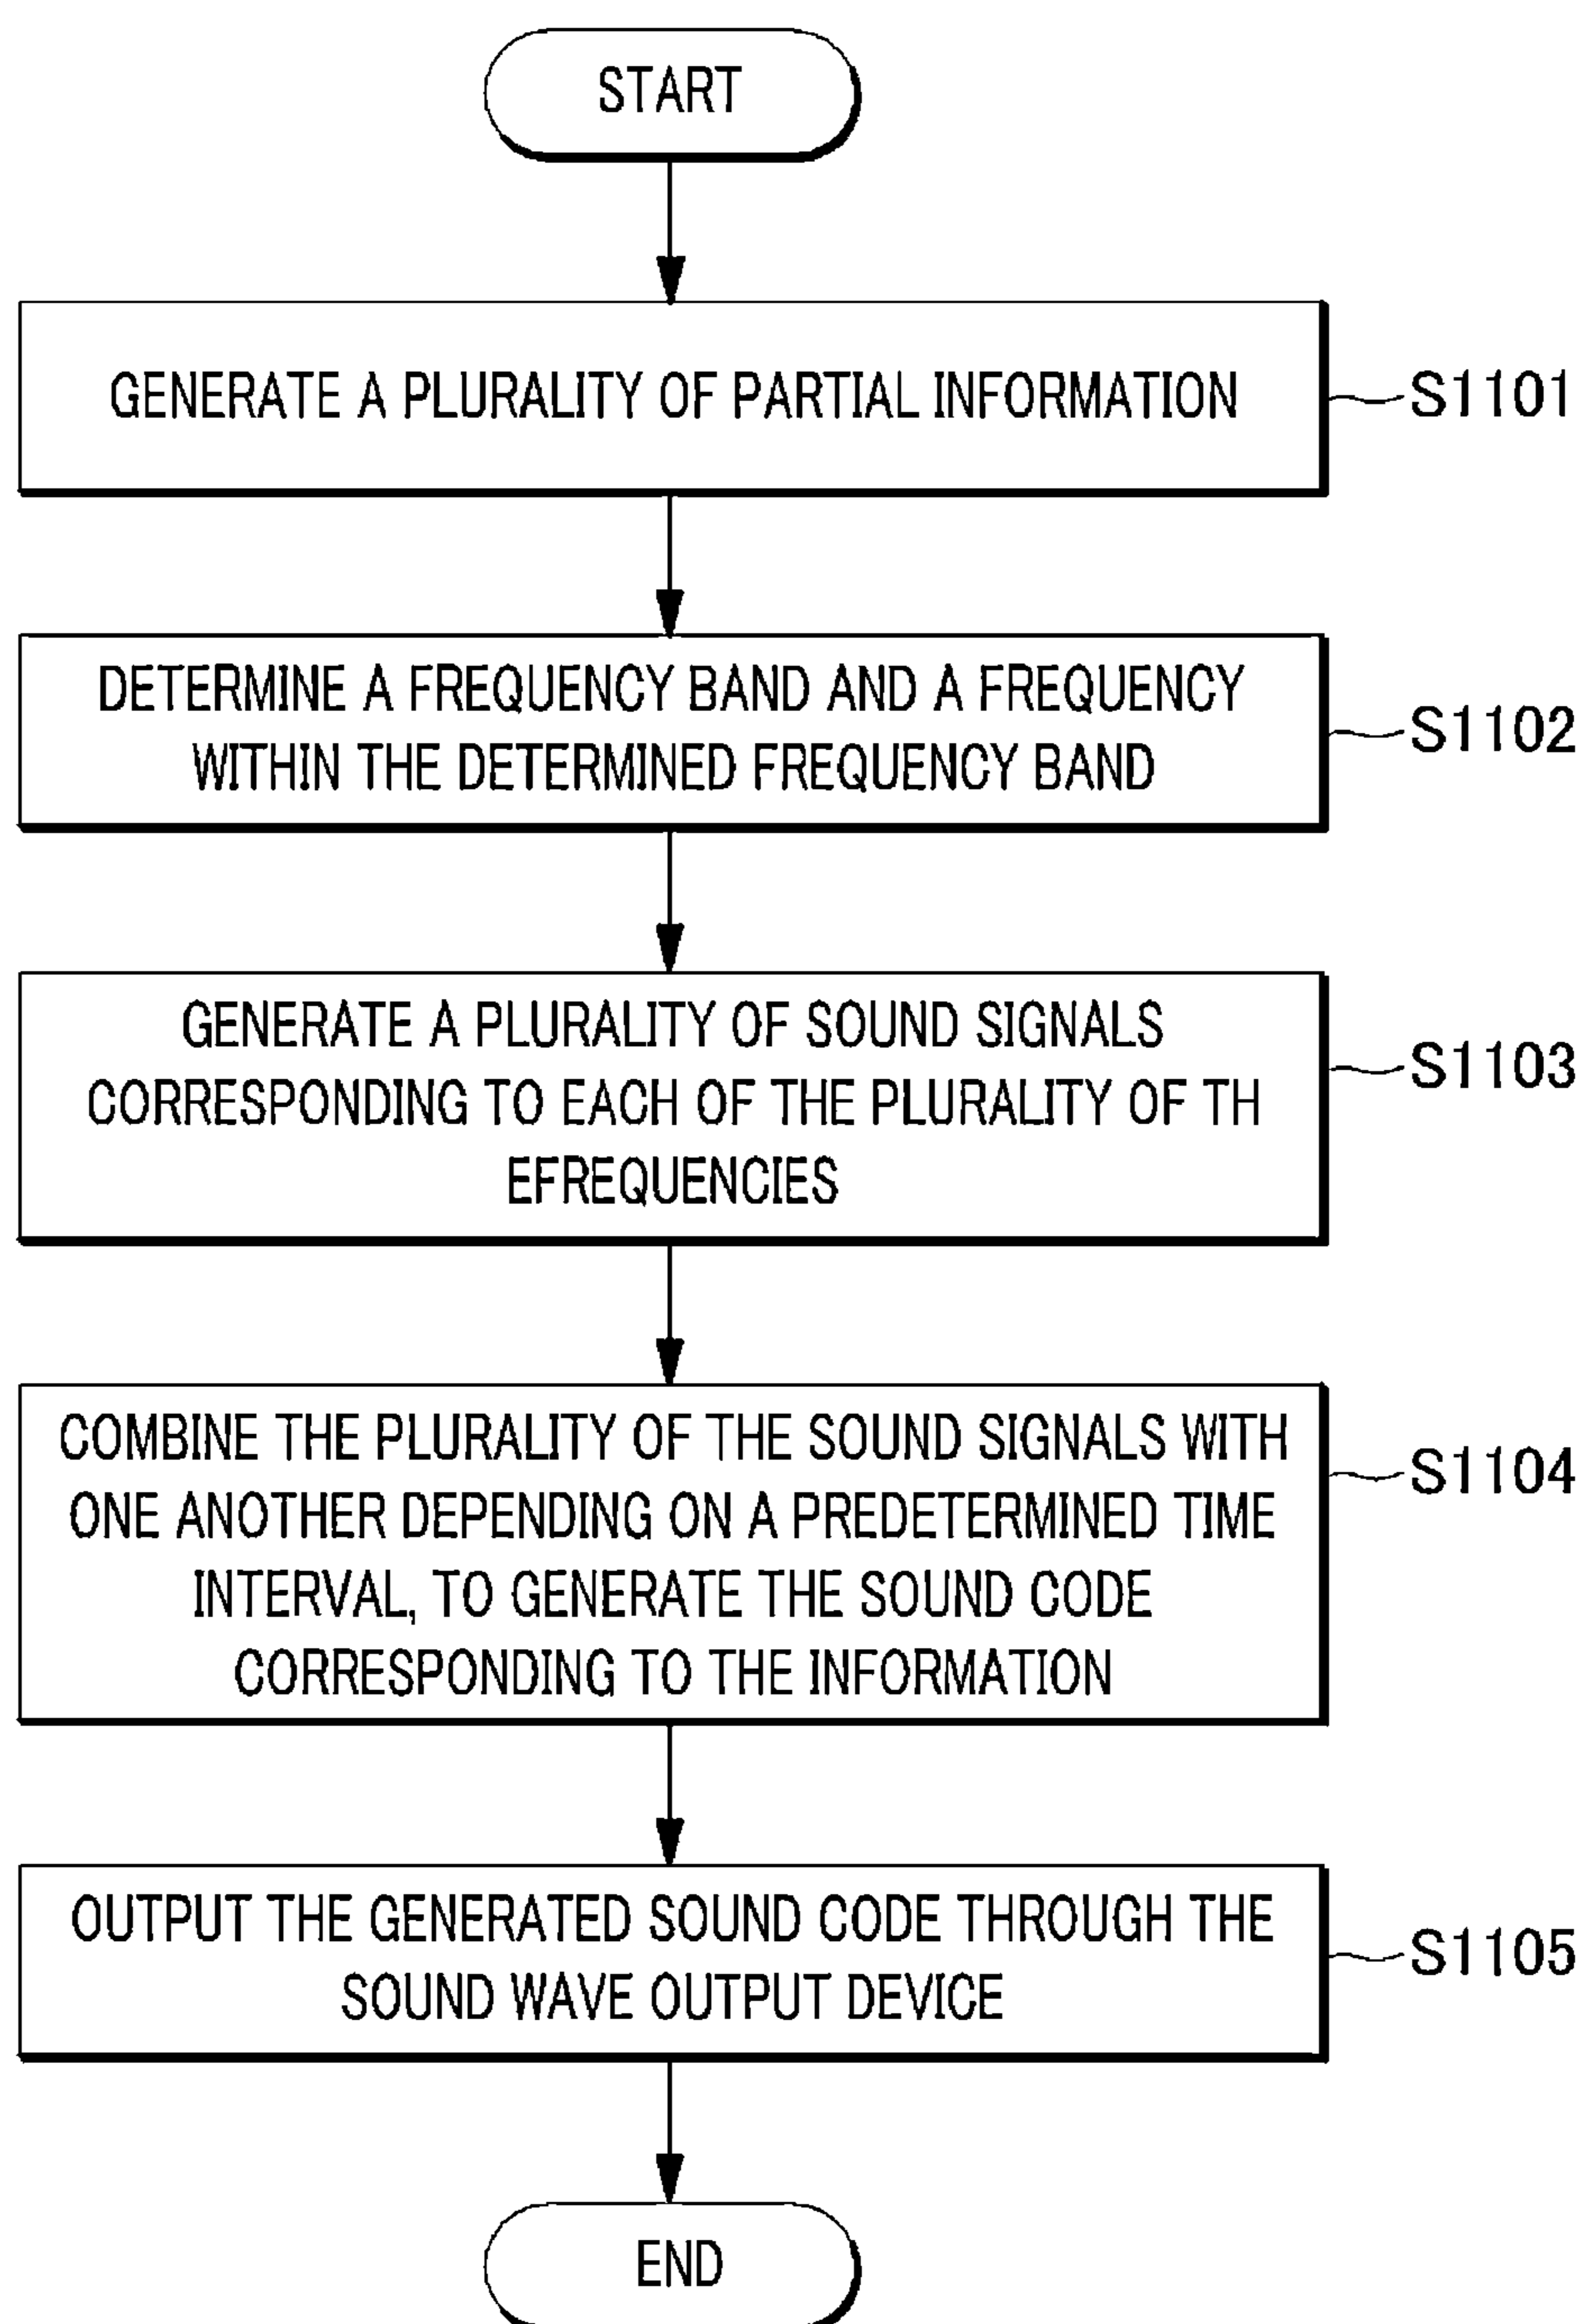 START
GENERATE A PLURALITY OF PARTIAL INFORMATION
S1101
DETERMINE A FREQUENCY BAND AND A FREQUENCY
WITHIN THE DETERMINED FREQUENCY BAND
S1102
GENERATE A PLURALITY OF SOUND SIGNALS
CORRESPONDING TO EACH OF THE PLURALITY OF TH
EFREQUENCIES
S1103
COMBINE THE PLURALITY OF THE SOUND SIGNALS WITH
ONE ANOTHER DEPENDING ON A PREDETERMINED TIME
INTERVAL, TO GENERATE THE SOUND CODE
CORRESPONDING TO THE INFORMATION
S1104
OUTPUT THE GENERATED SOUND CODE THROUGH THE
SOUND WAVE OUTPUT DEVICE
S1105
END